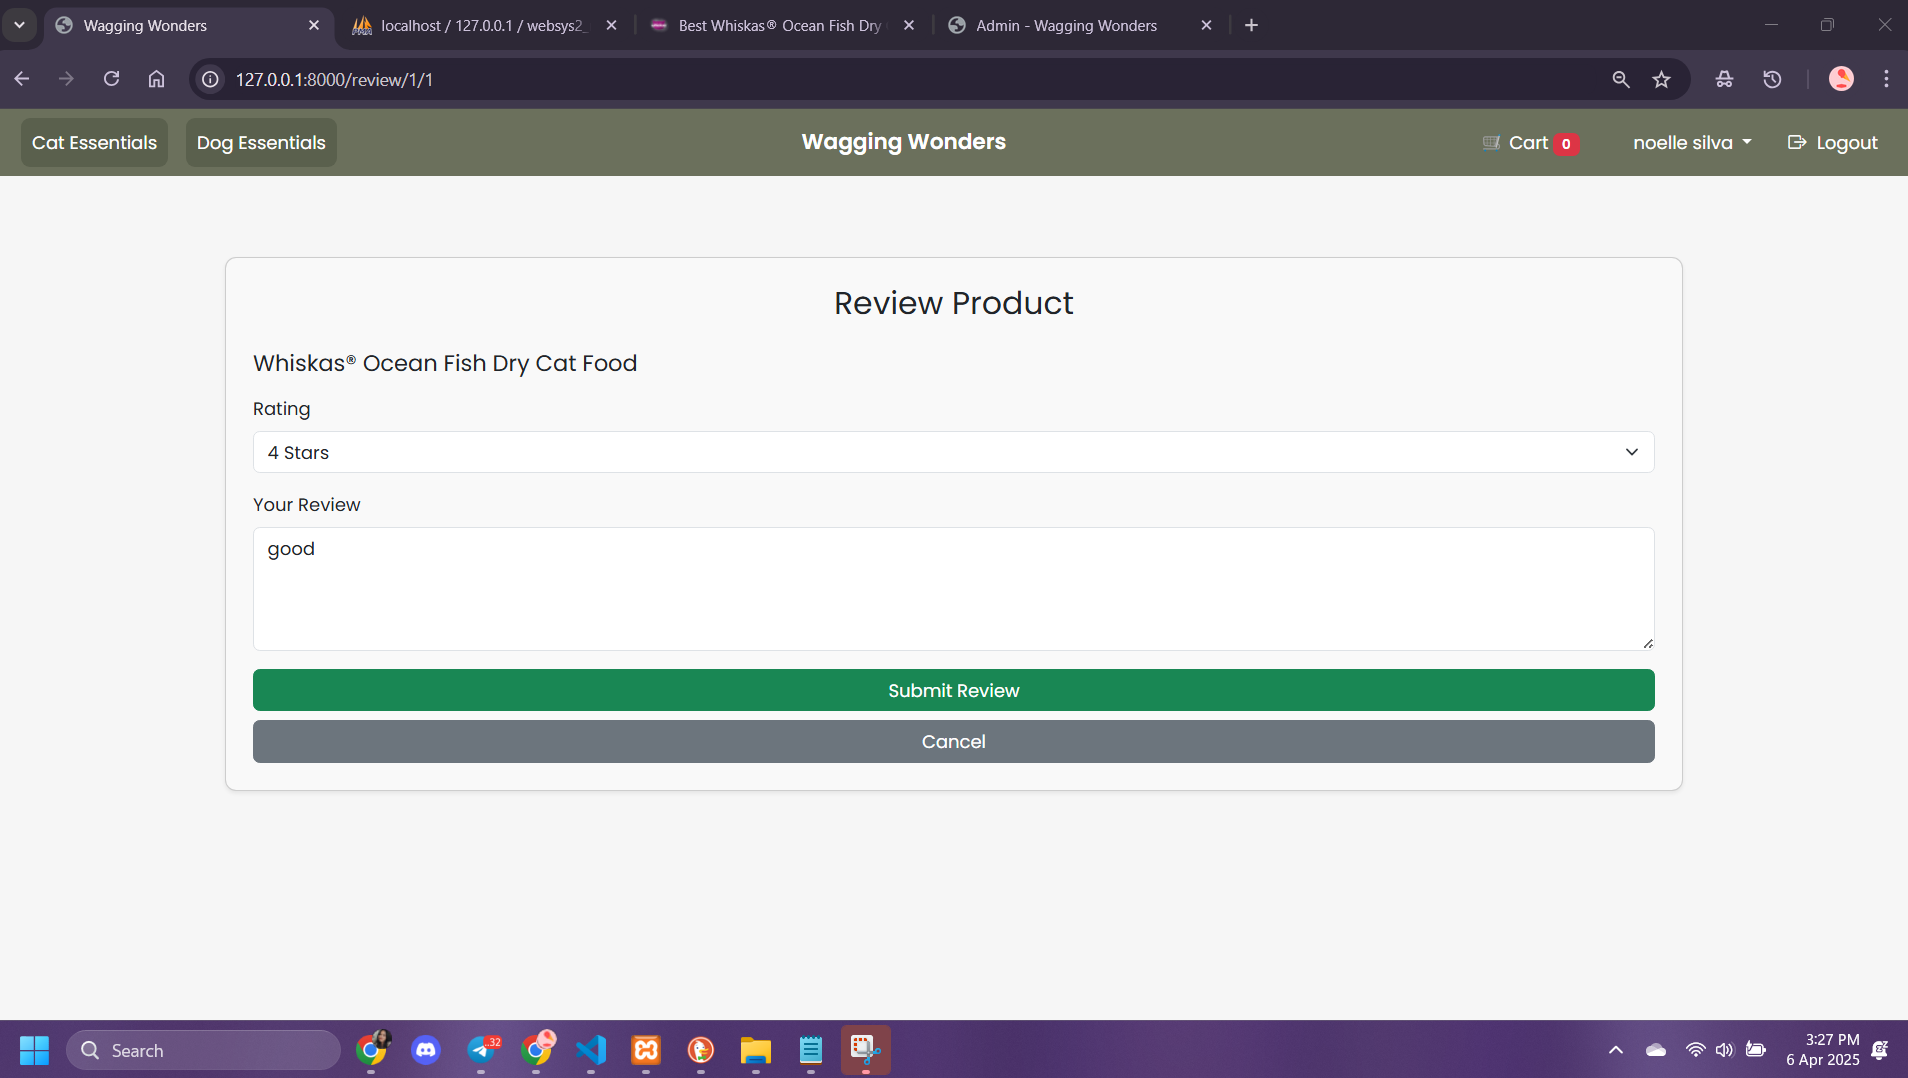 Wagging Wonders
localhost / 127.0.0.1 / websys2_
Best Whiskas® Ocean Fish Dry
Admin - Wagging Wonders
127.0.0.1:8000/review/1/1
Cat Essentials
Dog Essentials
Wagging Wonders
Cart 0
noelle silva
Logout
Review Product
Whiskas® Ocean Fish Dry Cat Food
Rating
4 Stars
Your Review
good
Submit Review
Cancel
Search
3:27 PM
6 Apr 2025